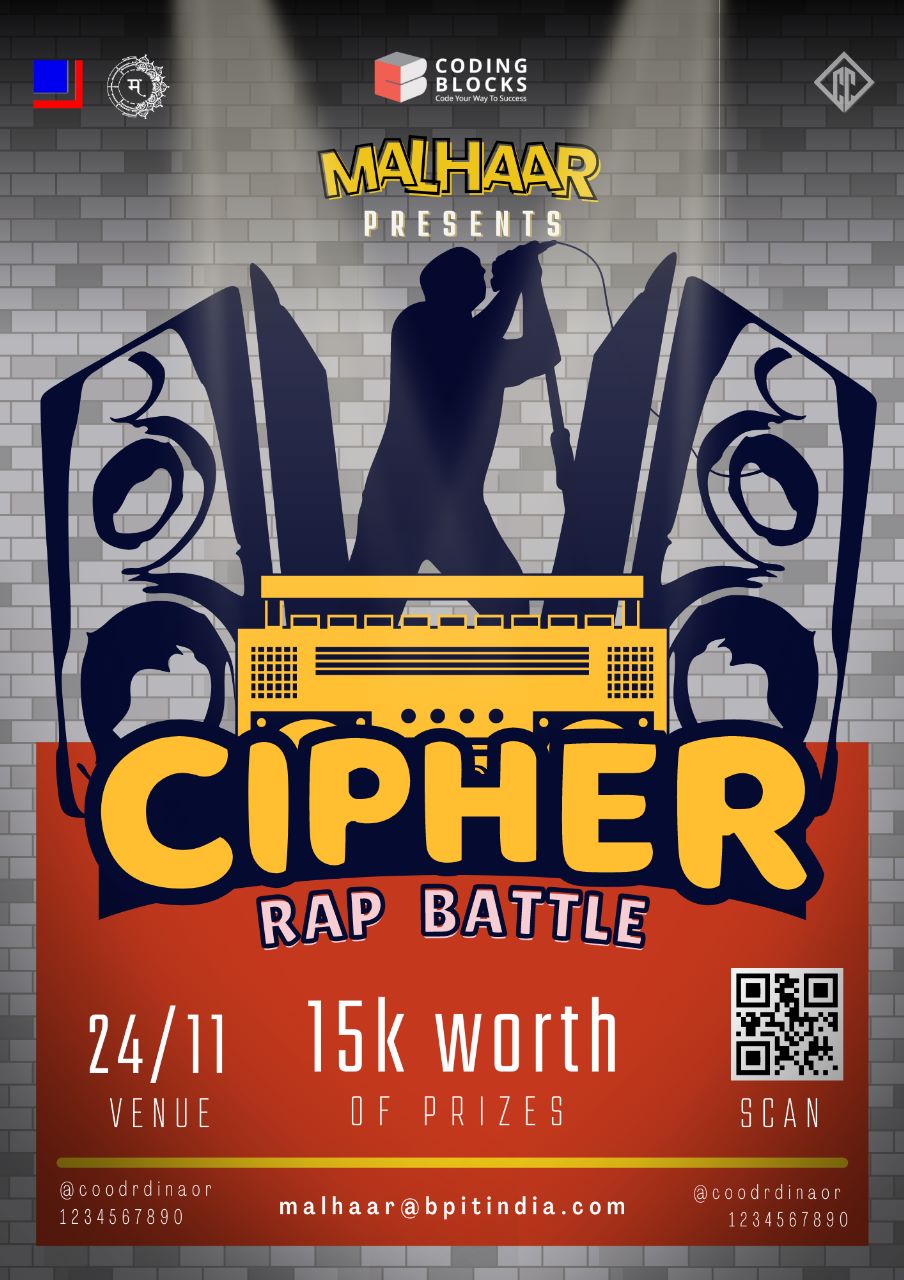 म
CODING
BLOCKS
Code Your Way To Success
CC
MALHAAR
PRESENTS
CIPHER
RAP BATTLE
24/11
VENUE
15k worth
OF PRIZES
SCAN
@coodrdinaor
1234567890
malhaar@bpitindia.com
@coodrdinaor
1234567890